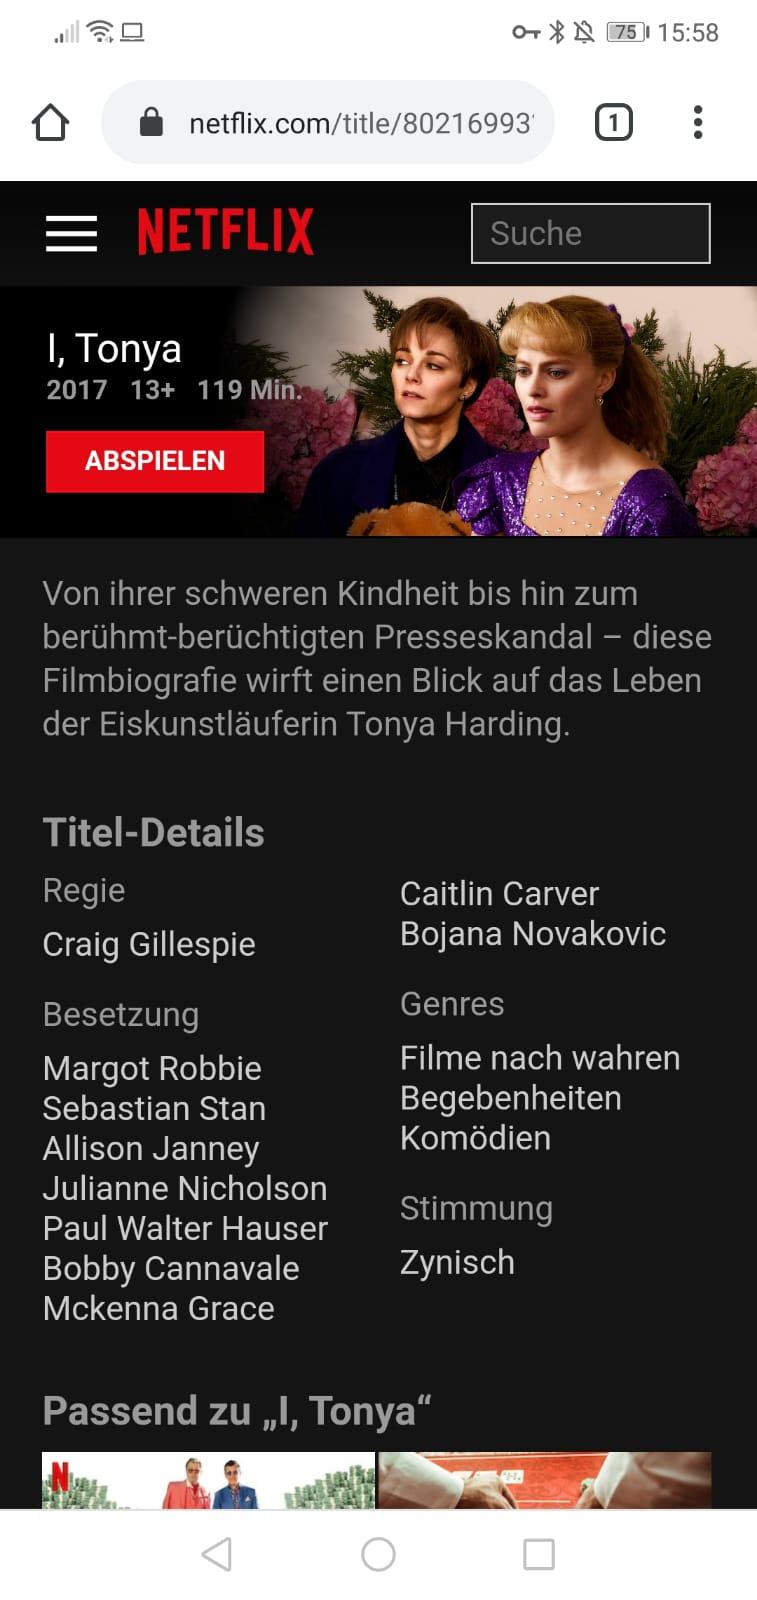 75 15:58
netflix.com/title/80216993
1
NETFLIX
Suche
I, Tonya
2017 13+ 119 Min.
ABSPIELEN
Von ihrer schweren Kindheit bis hin zum
berühmt-berüchtigten Presseskandal – diese
Filmbiografie wirft einen Blick auf das Leben
der Eiskunstläuferin Tonya Harding.
Titel-Details
Regie
Craig Gillespie
Besetzung
Margot Robbie
Sebastian Stan
Allison Janney
Julianne Nicholson
Paul Walter Hauser
Bobby Cannavale
Mckenna Grace
Caitlin Carver
Bojana Novakovic
Genres
Filme nach wahren
Begebenheiten
Komödien
Stimmung
Zynisch
Passend zu „I, Tonya“
N